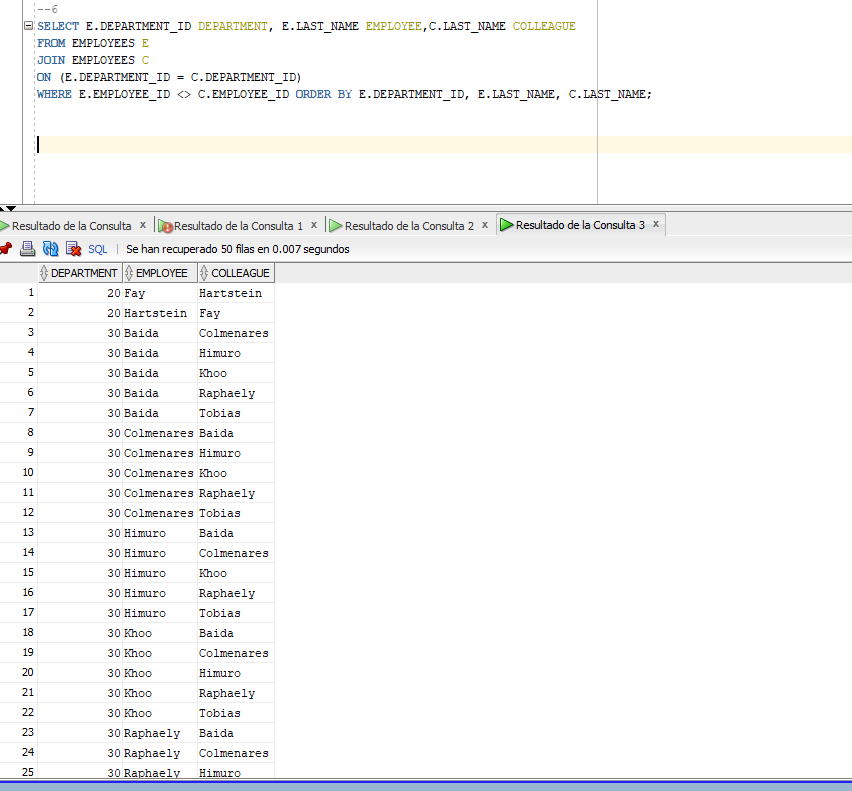 --6
SELECT E.DEPARTMENT_ID DEPARTMENT, E.LAST_NAME EMPLOYEE,C.LAST_NAME COLLEAGUE
FROM EMPLOYEES E
JOIN EMPLOYEES C
ON (E.DEPARTMENT_ID = C.DEPARTMENT_ID)
WHERE E.EMPLOYEE_ID <> C.EMPLOYEE_ID ORDER BY E.DEPARTMENT_ID, E.LAST_NAME, C.LAST_NAME;
Resultado de la Consulta x Resultado de la Consulta 1 x Resultado de la Consulta 2 x Resultado de la Consulta 3 x
SQL | Se han recuperado 50 filas en 0.007 segundos
DEPARTMENT EMPLOYEE COLLEAGUE
1 20 Fay Hartstein
2 20 Hartstein Fay
3 30 Baida Colmenares
4 30 Baida Himuro
5 30 Baida Khoo
6 30 Baida Raphaely
7 30 Baida Tobias
8 30 Colmenares Baida
9 30 Colmenares Himuro
10 30 Colmenares Khoo
11 30 Colmenares Raphaely
12 30 Colmenares Tobias
13 30 Himuro Baida
14 30 Himuro Colmenares
15 30 Himuro Khoo
16 30 Himuro Raphaely
17 30 Himuro Tobias
18 30 Khoo Baida
19 30 Khoo Colmenares
20 30 Khoo Himuro
21 30 Khoo Raphaely
22 30 Khoo Tobias
23 30 Raphaely Baida
24 30 Raphaely Colmenares
25 30 Raphaely Himuro